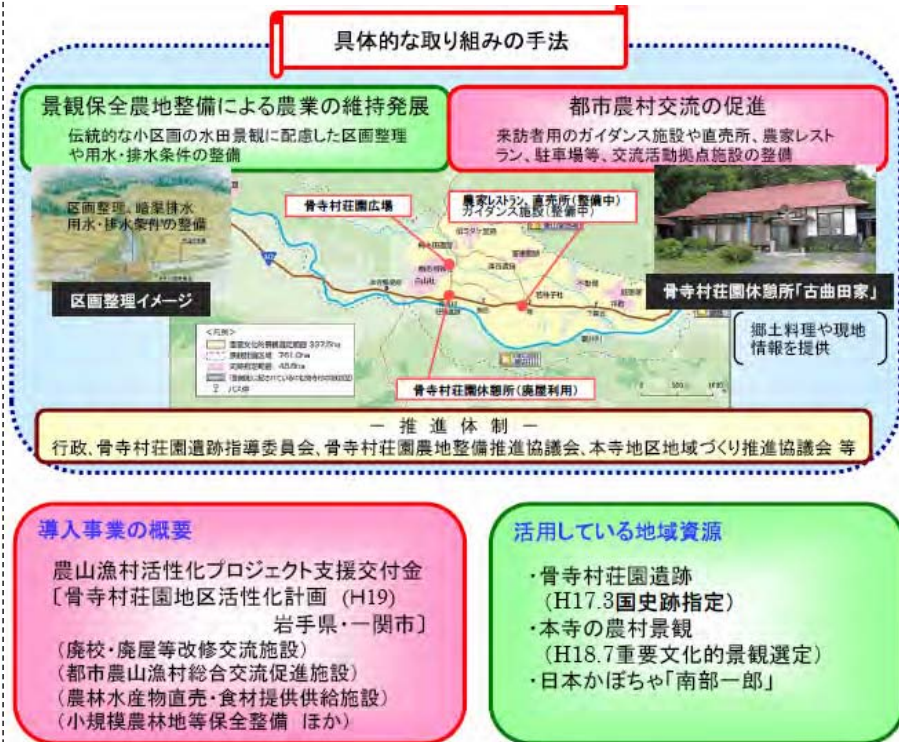 具体的な取り組みの手法
景観保全農地整備による農業の維持発展
伝統的な小区画の水田景観に配慮した区画整理
や用水・排水条件の整備
都市農村交流の促進
来訪者用のガイダンス施設や直売所、農家レスト
ラン、駐車場等、交流活動拠点施設の整備
区画整理、暗渠排水
用水・排水条件の整備
区画整理イメージ
骨寺村荘園広場
農家レストラン、直売所(整備中)
ガイダンス施設(整備中)
骨寺村荘園休憩所「古曲田家」
郷土料理や現地
情報を提供
<凡例>
バス停
骨寺村荘園休憩所(廃屋利用)
― 推 進 体 制 ―
行政、骨寺村荘園遺跡指導委員会、骨寺村荘園農地整備推進協議会、本寺地区地域づくり推進協議会 等
導入事業の概要
農山漁村活性化プロジェクト支援交付金
〔骨寺村荘園地区活性化計画 (H19)
岩手県・一関市〕
(廃校・廃屋等改修交流施設)
(都市農山漁村総合交流促進施設)
(農林水産物直売・食材提供供給施設)
(小規模農林地等保全整備 ほか)
活用している地域資源
・骨寺村荘園遺跡
(H17.3国史跡指定)
・本寺の農村景観
(H18.7重要文化的景観選定)
・日本かぼちゃ「南部一郎」